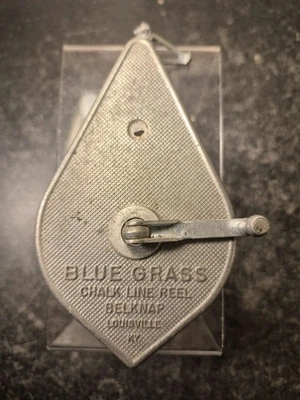 BLUE GRASS
CHALK LINE REEL
BELKNAP
LOUISVILLE
KY.